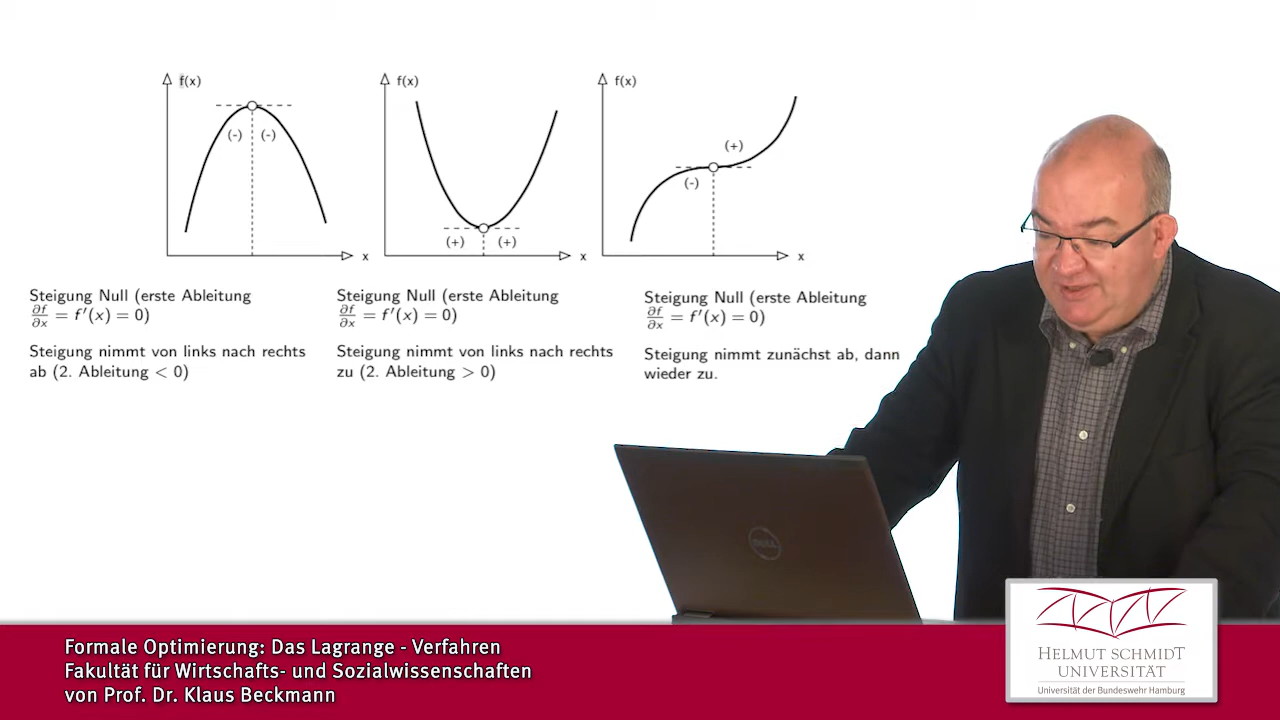 f(x)
(-)
(-)
x
f(x)
(+)
(+)
x
f(x)
(+)
(-)
x
Steigung Null (erste Ableitung
∂f/∂x = f′(x) = 0)
Steigung nimmt von links nach rechts
ab (2. Ableitung < 0)
Steigung Null (erste Ableitung
∂f/∂x = f′(x) = 0)
Steigung nimmt von links nach rechts
zu (2. Ableitung > 0)
Steigung Null (erste Ableitung
∂f/∂x = f′(x) = 0)
Steigung nimmt zunächst ab, dann
wieder zu.
DELL
Formale Optimierung: Das Lagrange - Verfahren
Fakultät für Wirtschafts- und Sozialwissenschaften
von Prof. Dr. Klaus Beckmann
HELMUT SCHMIDT
UNIVERSITÄT
Universität der Bundeswehr Hamburg